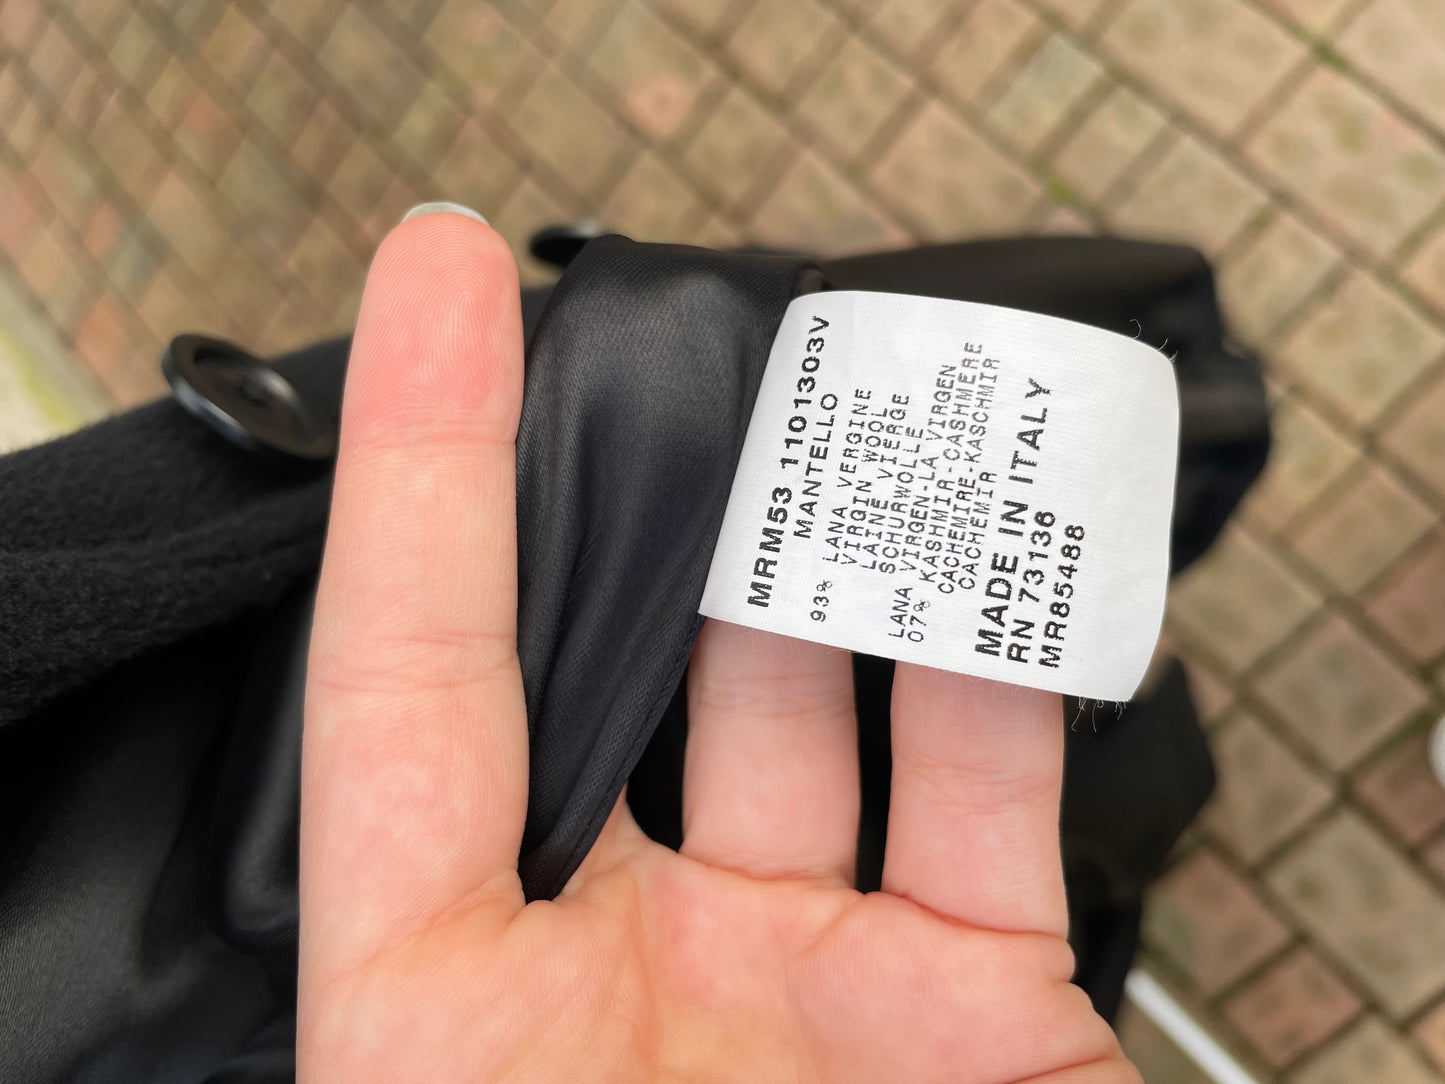 MRM53 1101303V
MANTELLO
93% LANA VERGINE
VIRGIN WOOL
LAINE VIERGE
SCHURWOLLE
LANA VIRGEN-LA VIRGEN
07% KASHMIR-CASHMERE
CACHEMIRE-KASCHMIR
CACHEMIR
MADE IN ITALY
RN 73136
MR85488